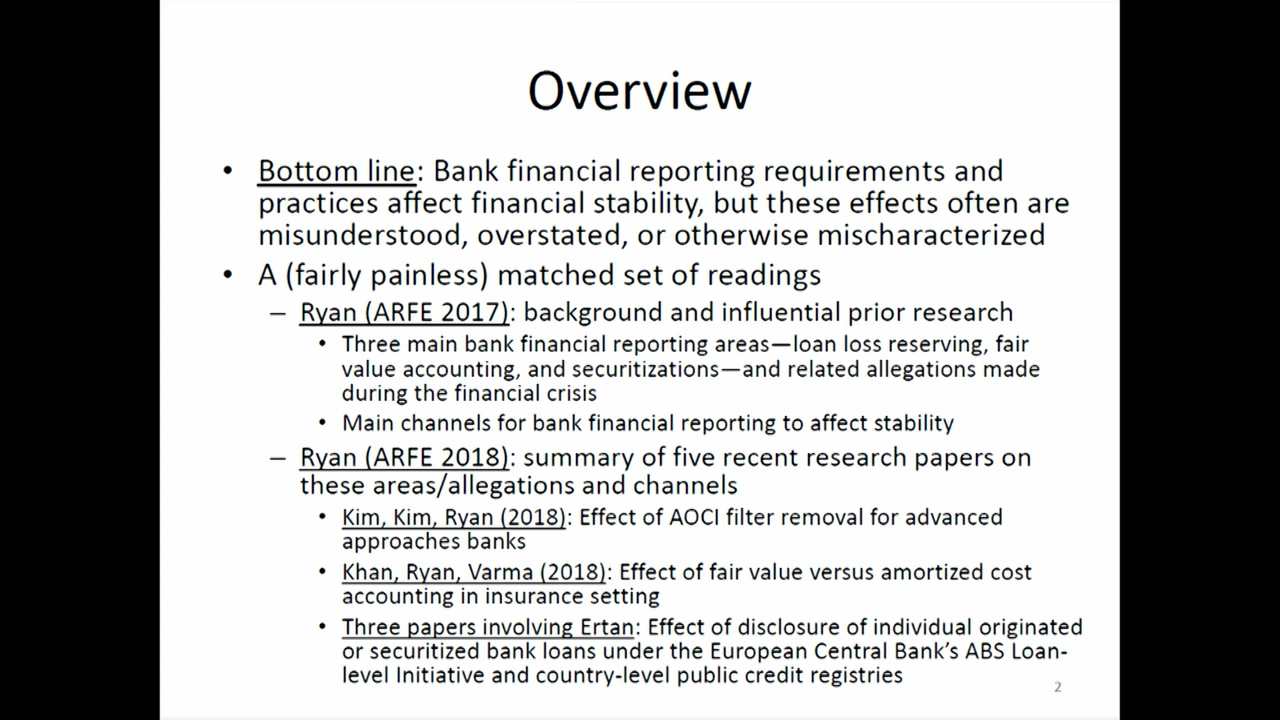 Overview
• Bottom line: Bank financial reporting requirements and
practices affect financial stability, but these effects often are
misunderstood, overstated, or otherwise mischaracterized
• A (fairly painless) matched set of readings
– Ryan (ARFE 2017): background and influential prior research
• Three main bank financial reporting areas—loan loss reserving, fair
value accounting, and securitizations—and related allegations made
during the financial crisis
• Main channels for bank financial reporting to affect stability
– Ryan (ARFE 2018): summary of five recent research papers on
these areas/allegations and channels
• Kim, Kim, Ryan (2018): Effect of AOCI filter removal for advanced
approaches banks
• Khan, Ryan, Varma (2018): Effect of fair value versus amortized cost
accounting in insurance setting
• Three papers involving Ertan: Effect of disclosure of individual originated
or securitized bank loans under the European Central Bank's ABS Loan-
level Initiative and country-level public credit registries
2